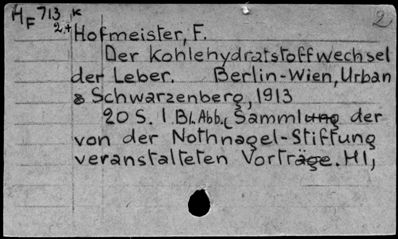 HF 713 K
2.+
2
Hofmeister, F.
Der Kohlehydratstoffwechsel
der Leber. Berlin-Wien, Urban
& Schwarzenberg, 1913
20 S. 1 Bl. Abb. (Sammlung der
von der Nothnagel-Stiftung
veranstalteten Vorträge. H1,